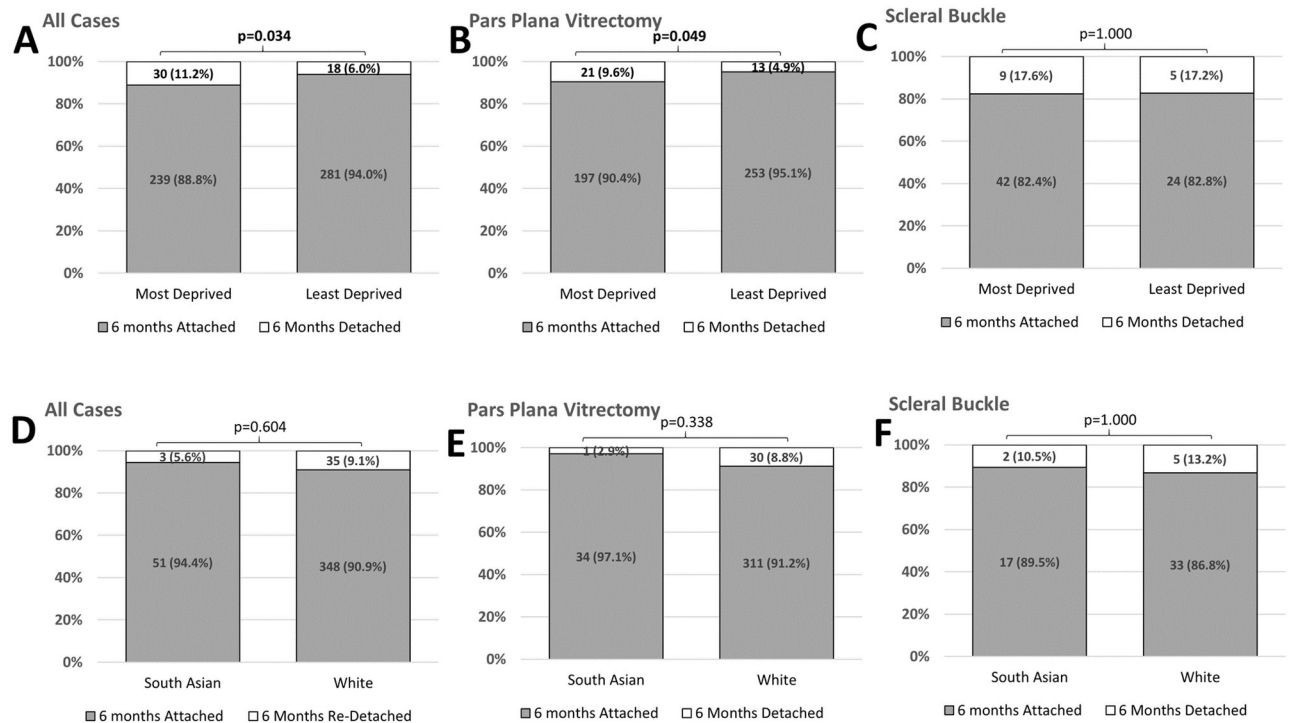 A
All Cases
p=0.034
100%
80%
60%
40%
20%
0%
30 (11.2%)
18 (6.0%)
239 (88.8%)
281 (94.0%)
Most Deprived
Least Deprived
6 months Attached
6 Months Detached
B
Pars Plana Vitrectomy
p=0.049
100%
80%
60%
40%
20%
0%
21 (9.6%)
13 (4.9%)
197 (90.4%)
253 (95.1%)
Most Deprived
Least Deprived
6 months Attached
6 Months Detached
C
Scleral Buckle
p=1.000
100%
80%
60%
40%
20%
0%
9 (17.6%)
5 (17.2%)
42 (82.4%)
24 (82.8%)
Most Deprived
Least Deprived
6 months Attached
6 Months Detached
D
All Cases
p=0.604
100%
80%
60%
40%
20%
0%
3 (5.6%)
35 (9.1%)
51 (94.4%)
348 (90.9%)
South Asian
White
6 months Attached
6 Months Re-Detached
E
Pars Plana Vitrectomy
p=0.338
100%
80%
60%
40%
20%
0%
1 (2.9%)
30 (8.8%)
34 (97.1%)
311 (91.2%)
South Asian
White
6 months Attached
6 Months Detached
F
Scleral Buckle
p=1.000
100%
80%
60%
40%
20%
0%
2 (10.5%)
5 (13.2%)
17 (89.5%)
33 (86.8%)
South Asian
White
6 months Attached
6 Months Detached